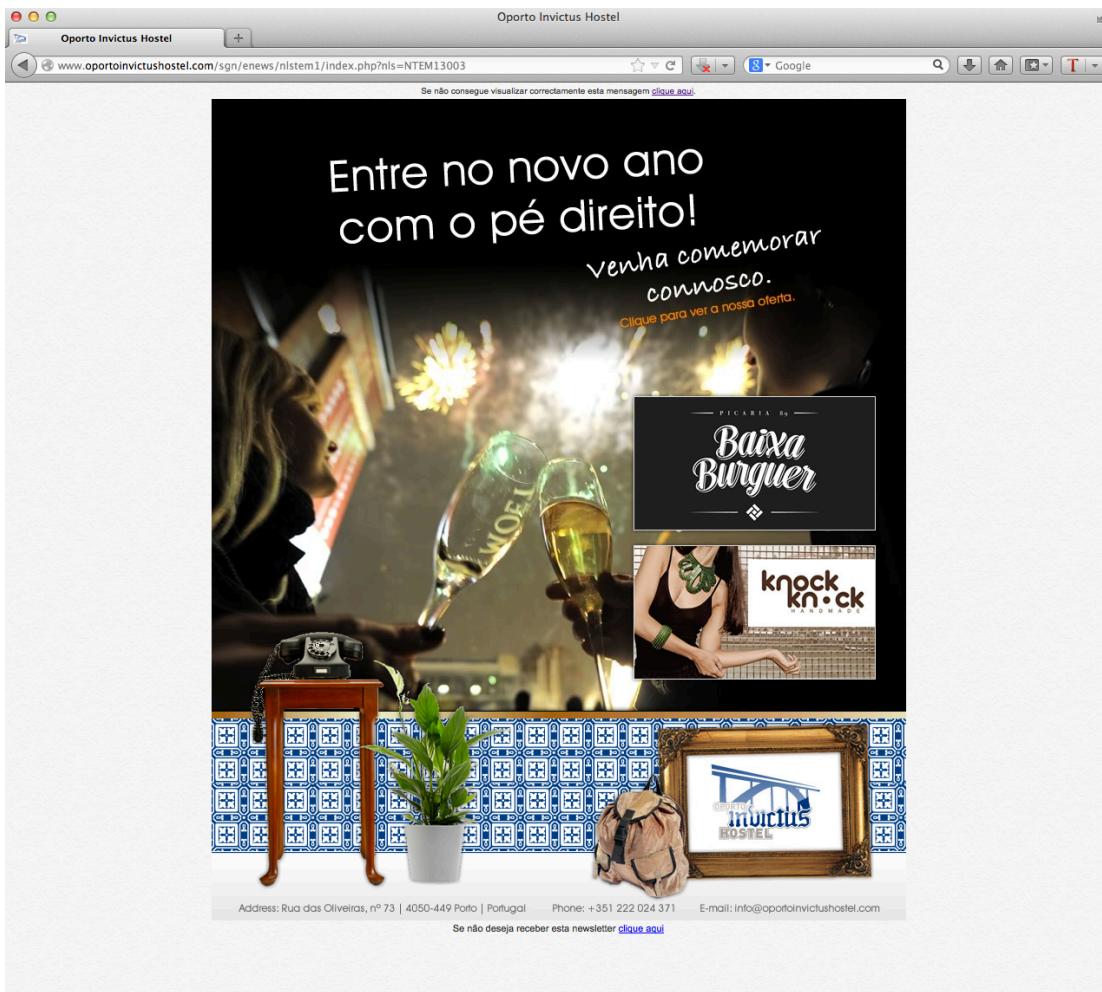 Oporto Invictus Hostel
Oporto Invictus Hostel
www.oportoinvictushostel.com/sgn/enews/nlstem1/index.php?nls=NTEM13003
Google
Se não consegue visualizar correctamente esta mensagem clique aqui.
Entre no novo ano
com o pé direito!
Venha comemorar
connosco.
Clique para ver a nossa oferta.
PICARIA 89
Baixa
Burguer
knock
kn•ck
HANDMADE
OPORTO
invictus
HOSTEL
Address: Rua das Oliveiras, nº 73 | 4050-449 Porto | Portugal Phone: +351 222 024 371 E-mail: info@oportoinvictushostel.com
Se não deseja receber esta newsletter clique aqui